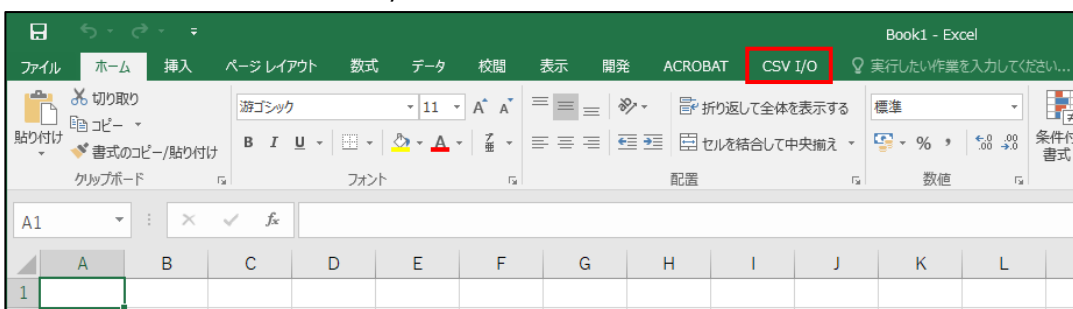 Book1 - Excel
ファイル ホーム 挿入 ページ レイアウト 数式 データ 校閲 表示 開発 ACROBAT CSV I/O 実行したい作業を入力してください...
切り取り 游ゴシック 11 A A 折り返して全体を表示する 標準
貼り付け コピー 条件付
書式のコピー/貼り付け B I U A セルを結合して中央揃え % , .00 .00 書式
クリップボード フォント 配置 数値
A1 fx
A B C D E F G H I J K L
1